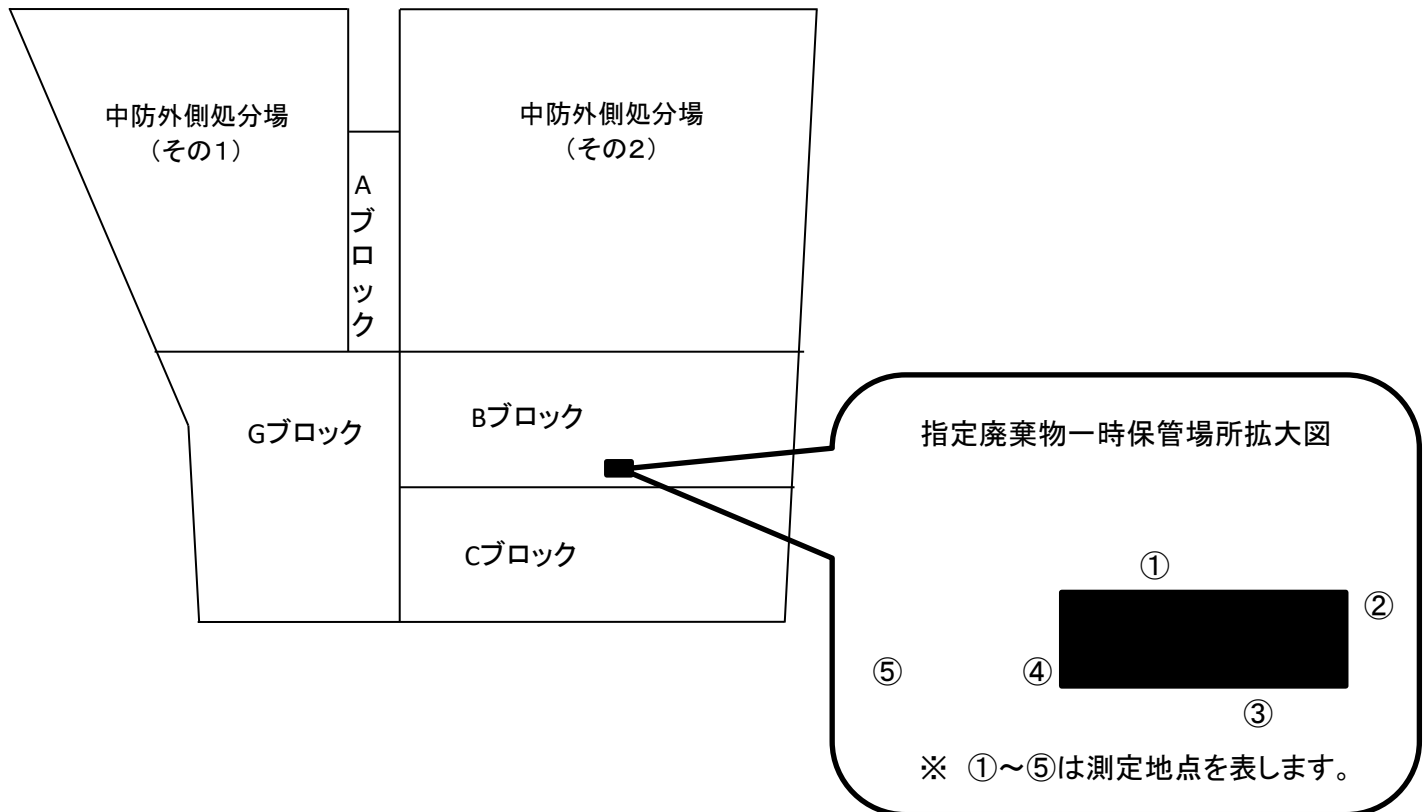 中防外側処分場
（その１）
中防外側処分場
（その２）
Aブロック
Gブロック
Bブロック
Cブロック
指定廃棄物一時保管場所拡大図
①
②
③
④
⑤
※ ①～⑤は測定地点を表します。